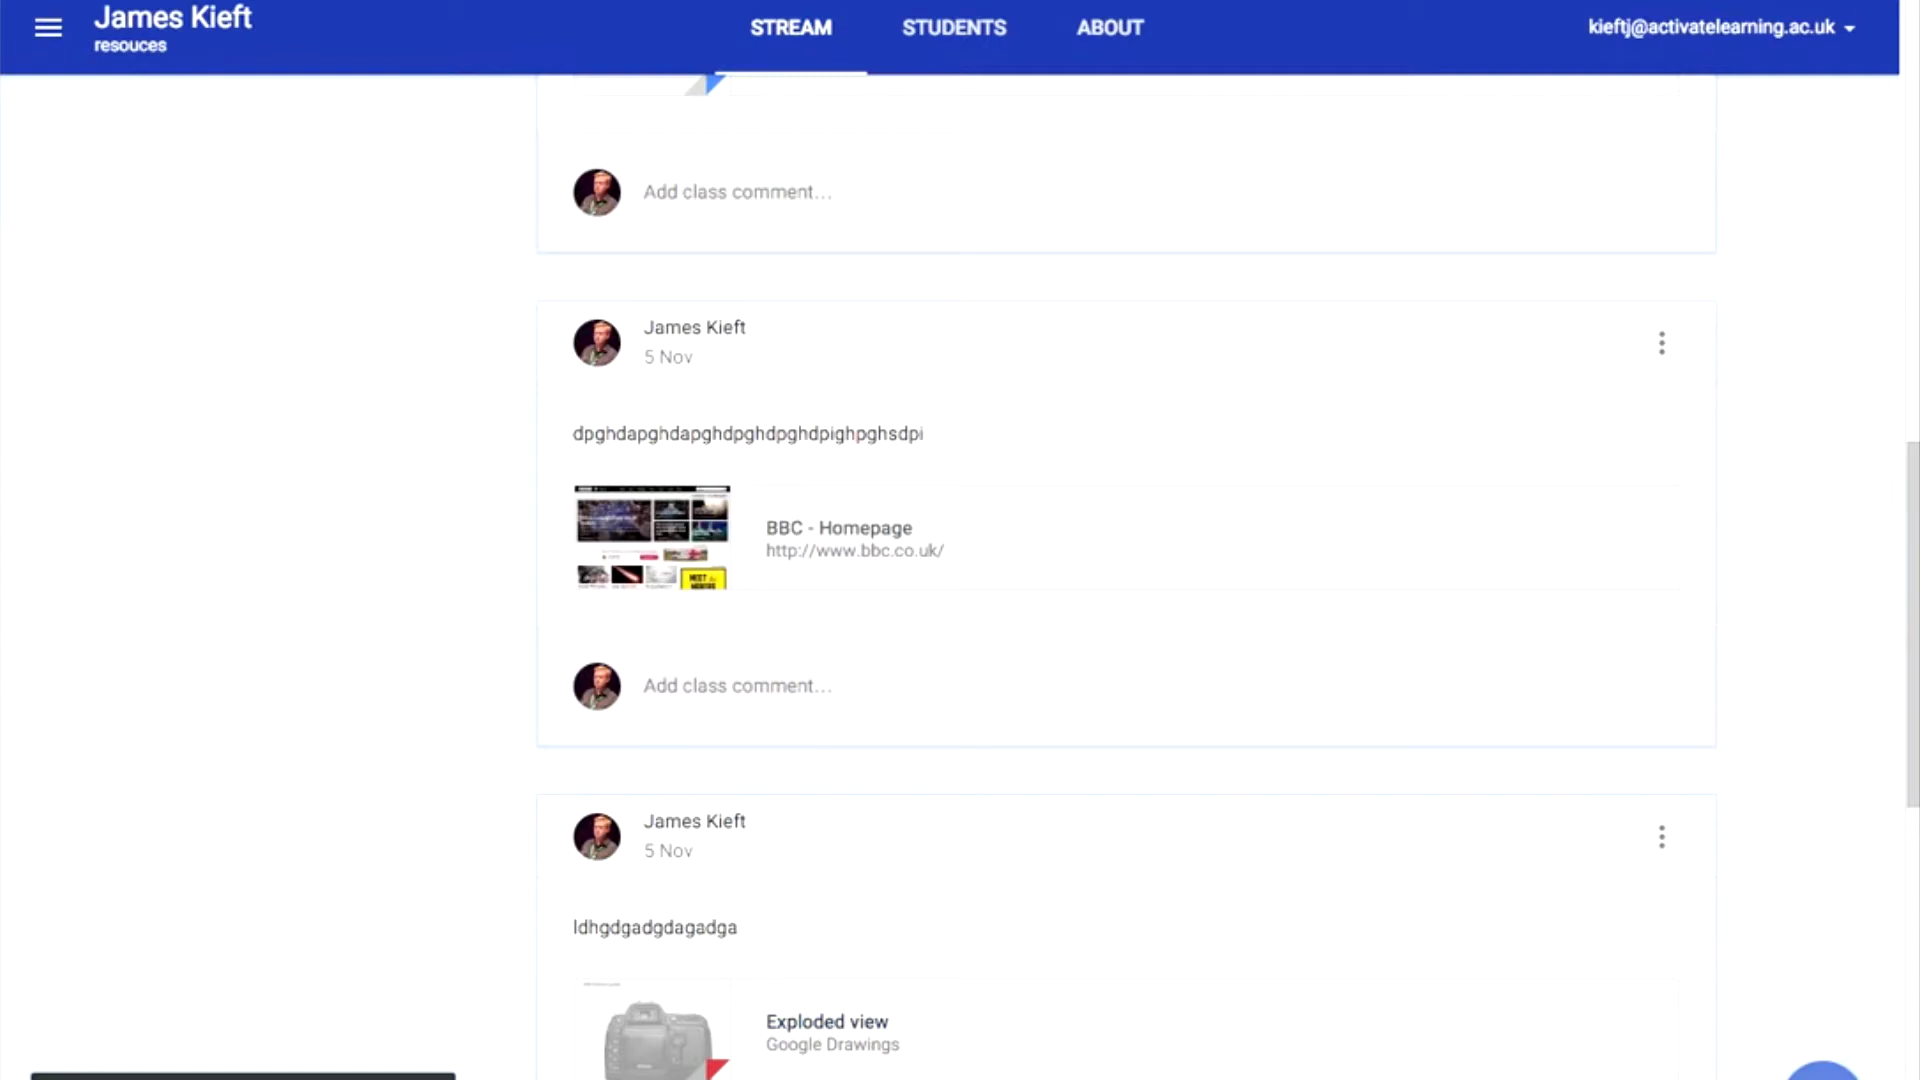 James Kieft
resouces
STREAM
STUDENTS
ABOUT
kieftj@activatelearning.ac.uk
Add class comment...
James Kieft
5 Nov
dpghdapghdapghdpghdpghdpighpghsdpi
BBC - Homepage
http://www.bbc.co.uk/
MEET
Add class comment...
James Kieft
5 Nov
ldhgdgadgdagadga
Exploded view
Google Drawings